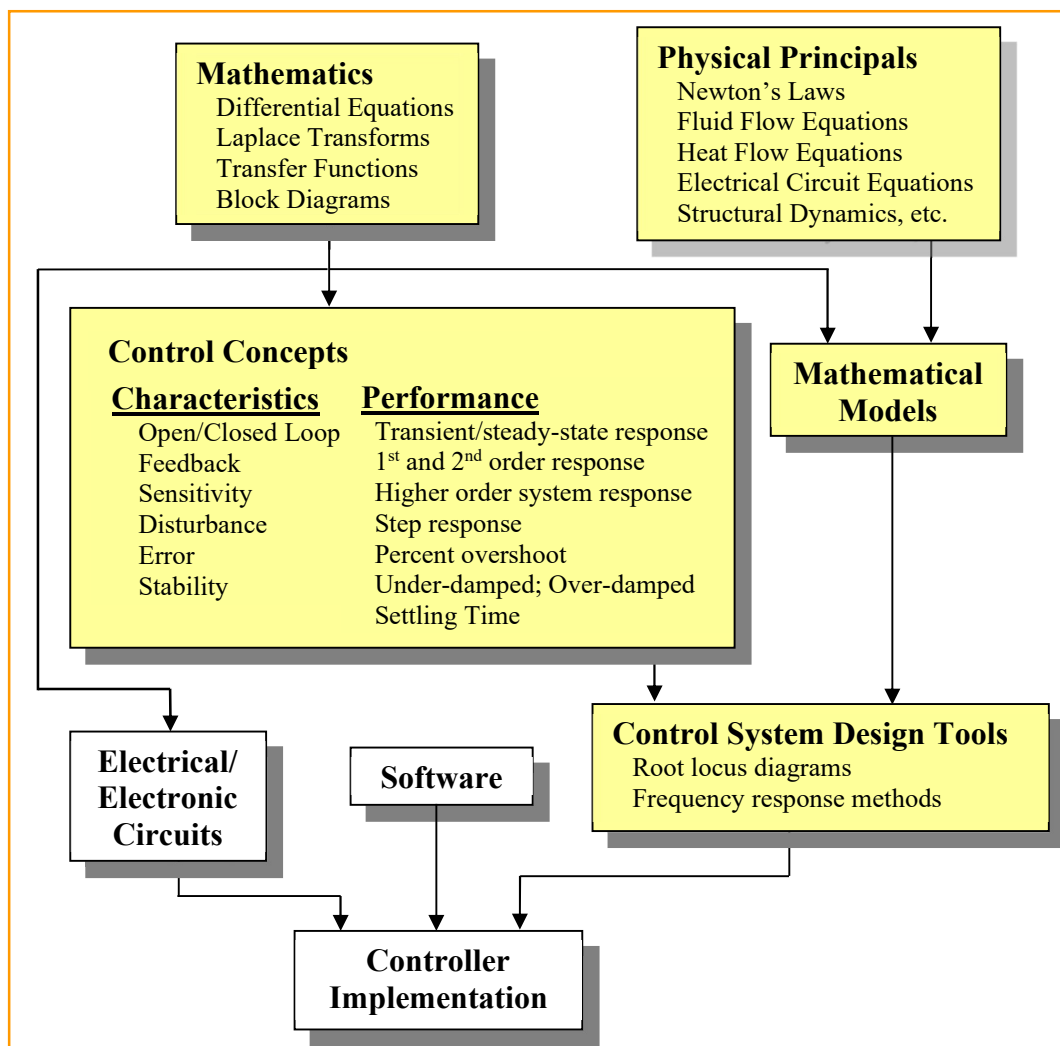 Mathematics
Differential Equations
Laplace Transforms
Transfer Functions
Block Diagrams
Physical Principals
Newton’s Laws
Fluid Flow Equations
Heat Flow Equations
Electrical Circuit Equations
Structural Dynamics, etc.
Control Concepts
Characteristics
Open/Closed Loop
Feedback
Sensitivity
Disturbance
Error
Stability
Performance
Transient/steady-state response
1st and 2nd order response
Higher order system response
Step response
Percent overshoot
Under-damped; Over-damped
Settling Time
Mathematical
Models
Electrical/
Electronic
Circuits
Software
Control System Design Tools
Root locus diagrams
Frequency response methods
Controller
Implementation